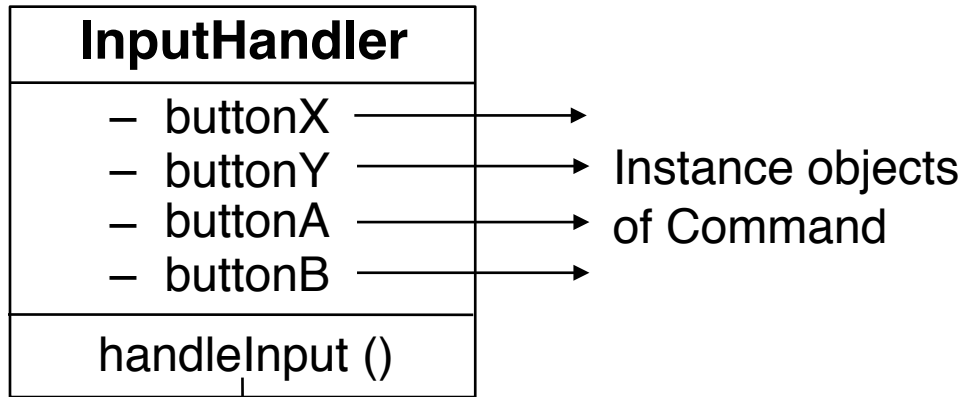 InputHandler
– buttonX
– buttonY
– buttonA
– buttonB
handleInput ()
Instance objects
of Command